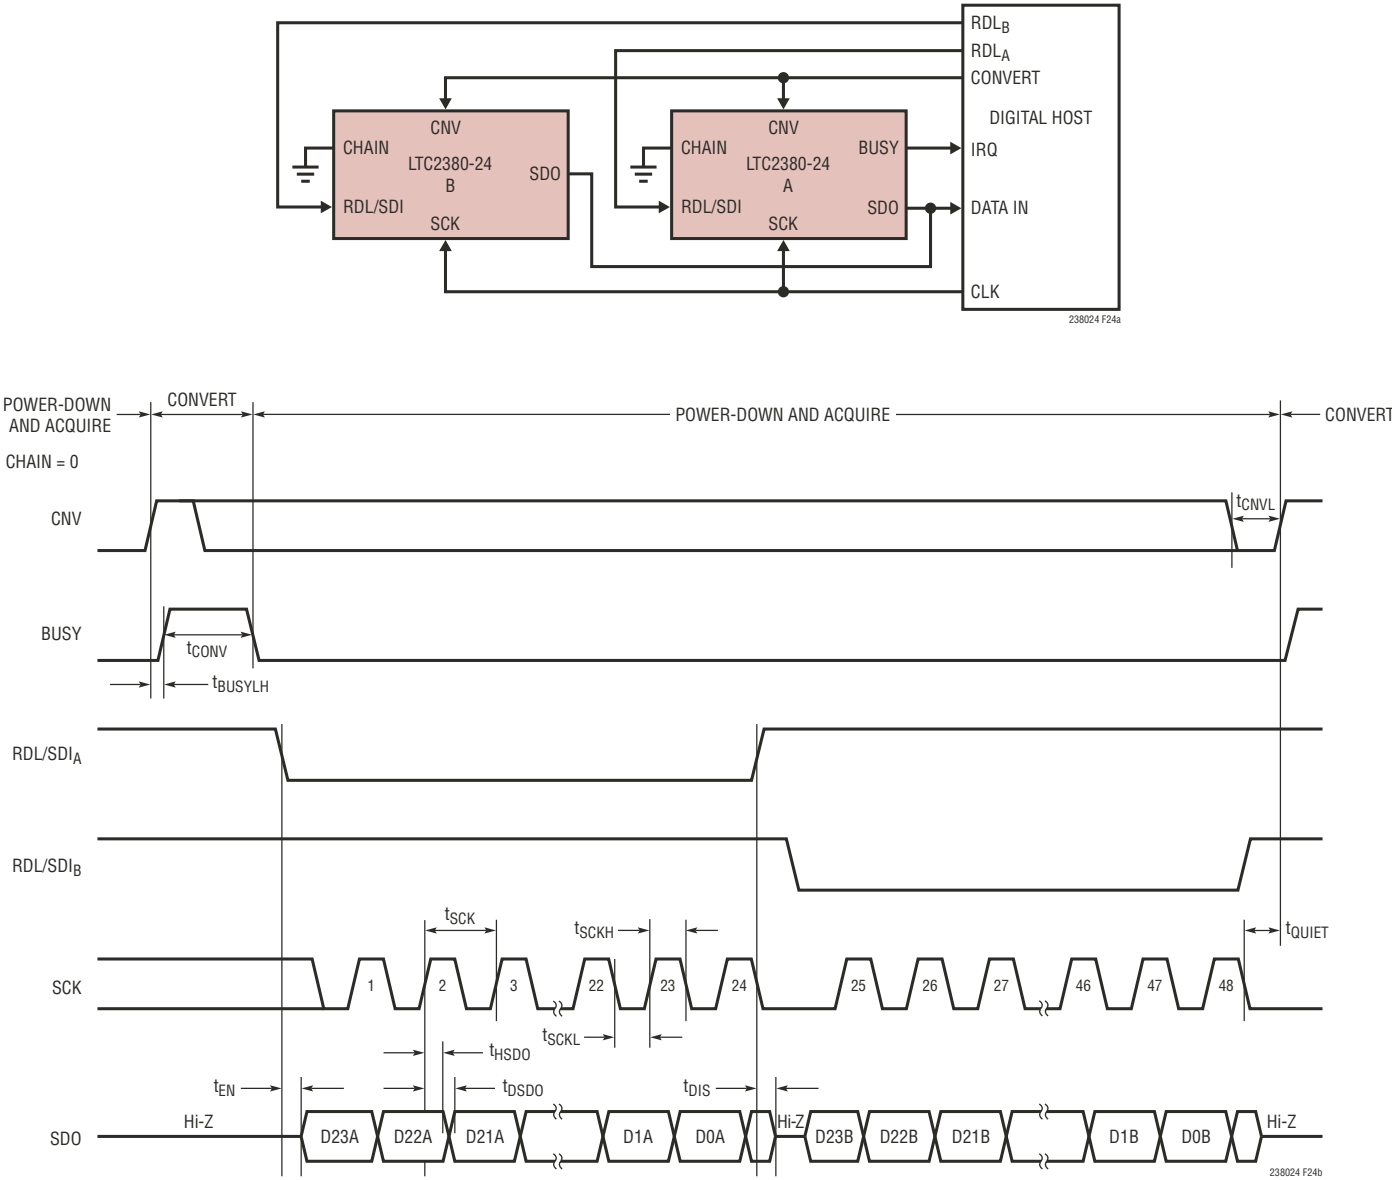 RDLB
RDLA
CONVERT
DIGITAL HOST
IRQ
DATA IN
CLK
CNV
CHAIN
LTC2380-24
B
SDO
RDL/SDI
SCK
CNV
CHAIN
BUSY
LTC2380-24
A
SDO
RDL/SDI
SCK
238024 F24a
POWER-DOWN
AND ACQUIRE
CONVERT
POWER-DOWN AND ACQUIRE
CONVERT
CHAIN = 0
CNV
tCNVL
BUSY
tCONV
tBUSYLH
RDL/SDIA
RDL/SDIB
tSCK
tSCKH
tQUIET
SCK
1 2 3 22 23 24 25 26 27 46 47 48
tSCKL
tHSDO
tEN
tDSDO
tDIS
SDO
Hi-Z D23A D22A D21A D1A D0A Hi-Z D23B D22B D21B D1B D0B Hi-Z
238024 F24b